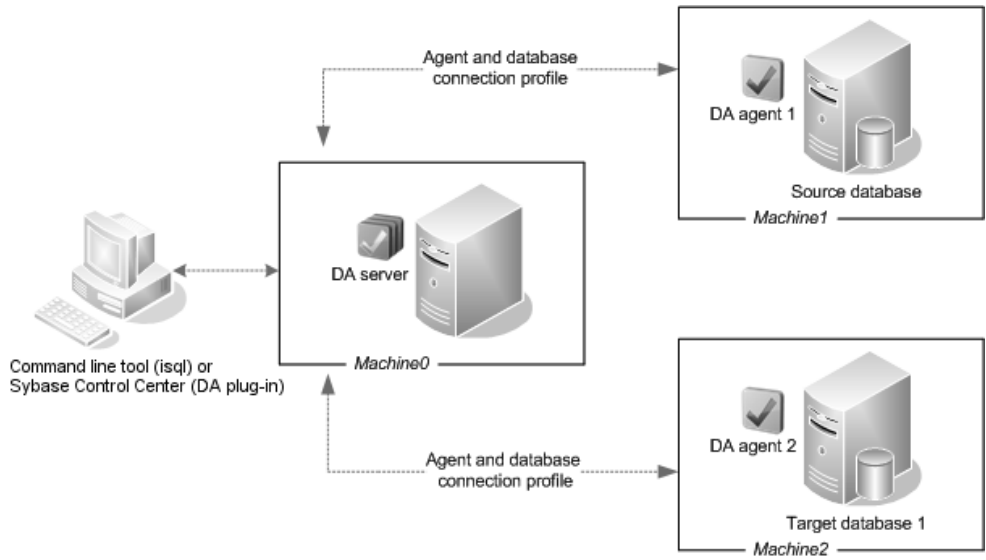 Agent and database
connection profile
DA agent 1
Source database
Machine1
DA server
Machine0
Command line tool (isql) or
Sybase Control Center (DA plug-in)
Agent and database
connection profile
DA agent 2
Target database 1
Machine2